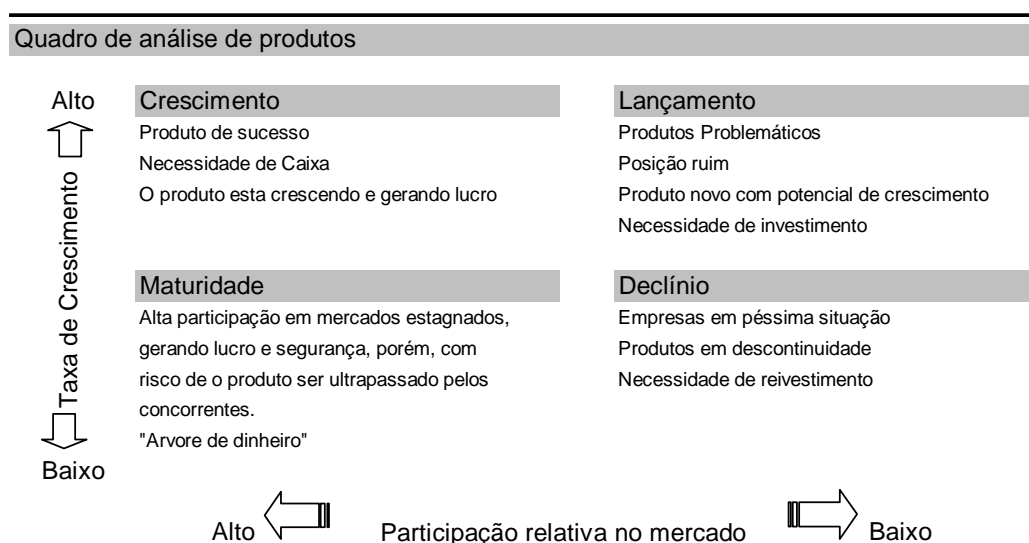 Quadro de análise de produtos
Alto
Crescimento
Produto de sucesso
Necessidade de Caixa
O produto esta crescendo e gerando lucro
Lançamento
Produtos Problemáticos
Posição ruim
Produto novo com potencial de crescimento
Necessidade de investimento
Taxa de Crescimento
Maturidade
Alta participação em mercados estagnados,
gerando lucro e segurança, porém, com
risco de o produto ser ultrapassado pelos
concorrentes.
"Arvore de dinheiro"
Declínio
Empresas em péssima situação
Produtos em descontinuidade
Necessidade de reivestimento
Baixo
Alto
Participação relativa no mercado
Baixo